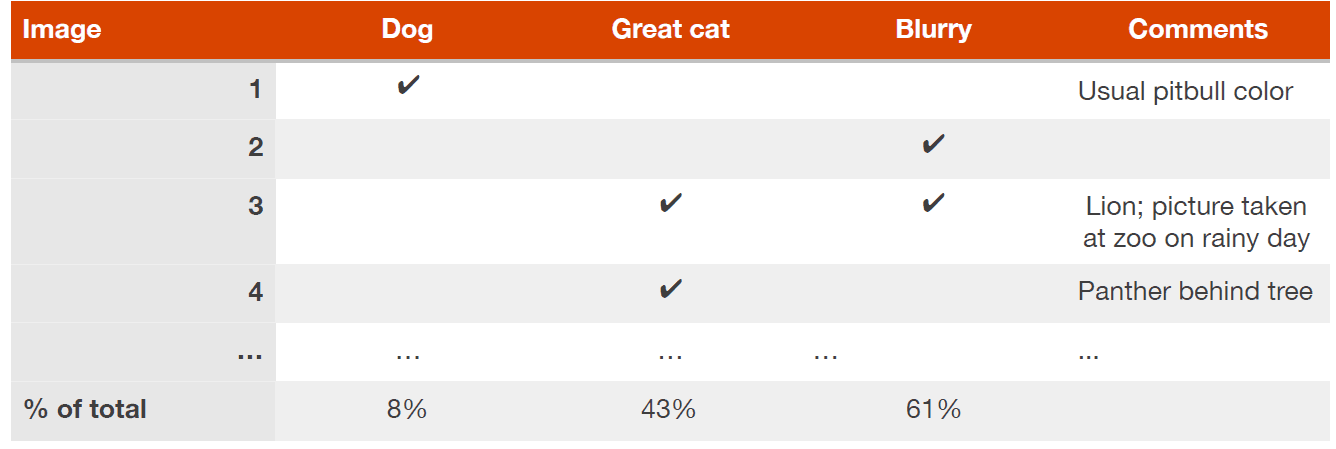 Image Dog Great cat Blurry Comments
1 ✔ Usual pitbull color
2 ✔
3 ✔ ✔ Lion; picture taken
at zoo on rainy day
4 ✔ Panther behind tree
… … … … ...
% of total 8% 43% 61%